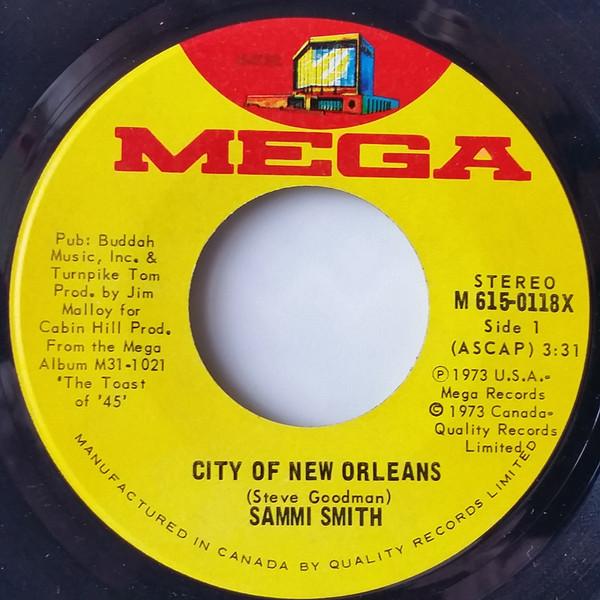 MEGA
Pub: Buddah
Music, Inc. &
Turnpike Tom
Prod. by Jim
Malloy for
Cabin Hill Prod.
From the Mega
Album M31-1021
'The Toast
of '45'
STEREO
M 615-0118X
Side 1
(ASCAP) 3:31
Ⓟ 1973 U.S.A.-
Mega Records
© 1973 Canada-
Quality Records
Limited
CITY OF NEW ORLEANS
(Steve Goodman)
SAMMI SMITH
MANUFACTURED IN CANADA BY QUALITY RECORDS LIMITED